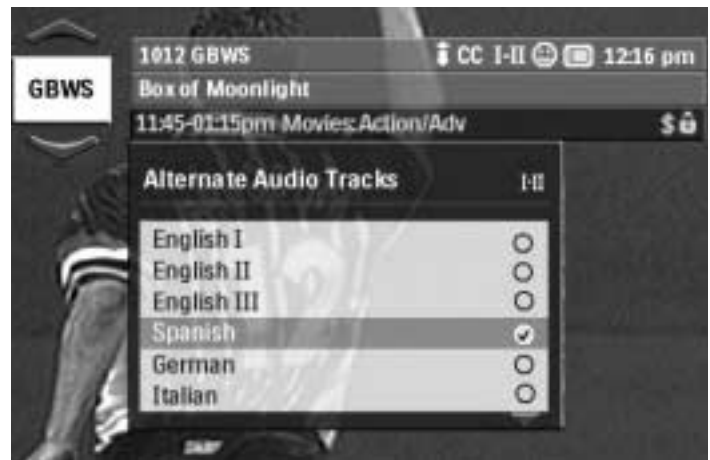 1012 GBWS CC I-II 12:16 pm
GBWS
Box of Moonlight
11:45-01:15pm Movies:Action/Adv $
Alternate Audio Tracks I-II
English I
English II
English III
Spanish
German
Italian